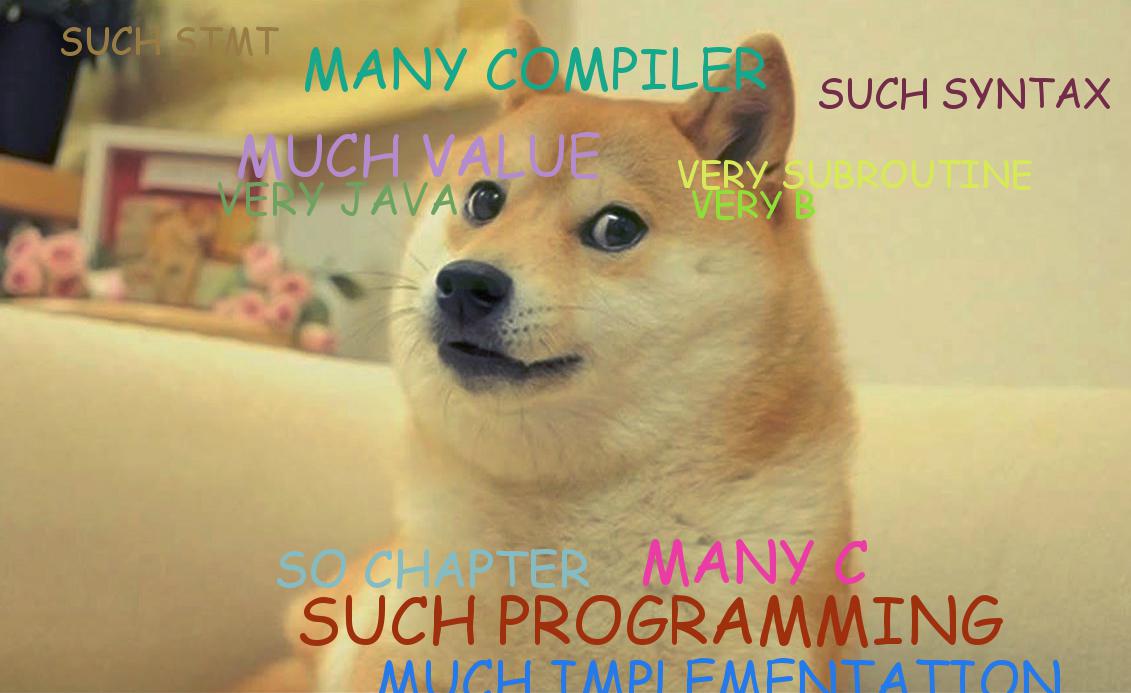 SUCH STMT
MANY COMPILER
SUCH SYNTAX
MUCH VALUE
VERY SUBROUTINE
VERY JAVA
VERY B
SO CHAPTER
MANY C
SUCH PROGRAMMING
MUCH IMPLEMENTATION